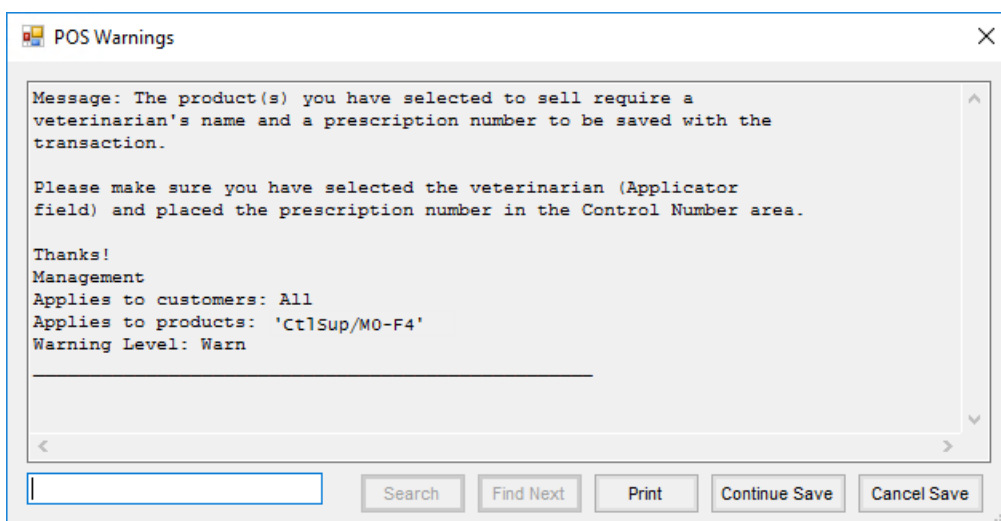 POS Warnings
Message: The product(s) you have selected to sell require a
veterinarian's name and a prescription number to be saved with the
transaction.
Please make sure you have selected the veterinarian (Applicator
field) and placed the prescription number in the Control Number area.
Thanks!
Management
Applies to customers: All
Applies to products: 'CtlSup/MO-F4'
Warning Level: Warn
Search Find Next Print Continue Save Cancel Save